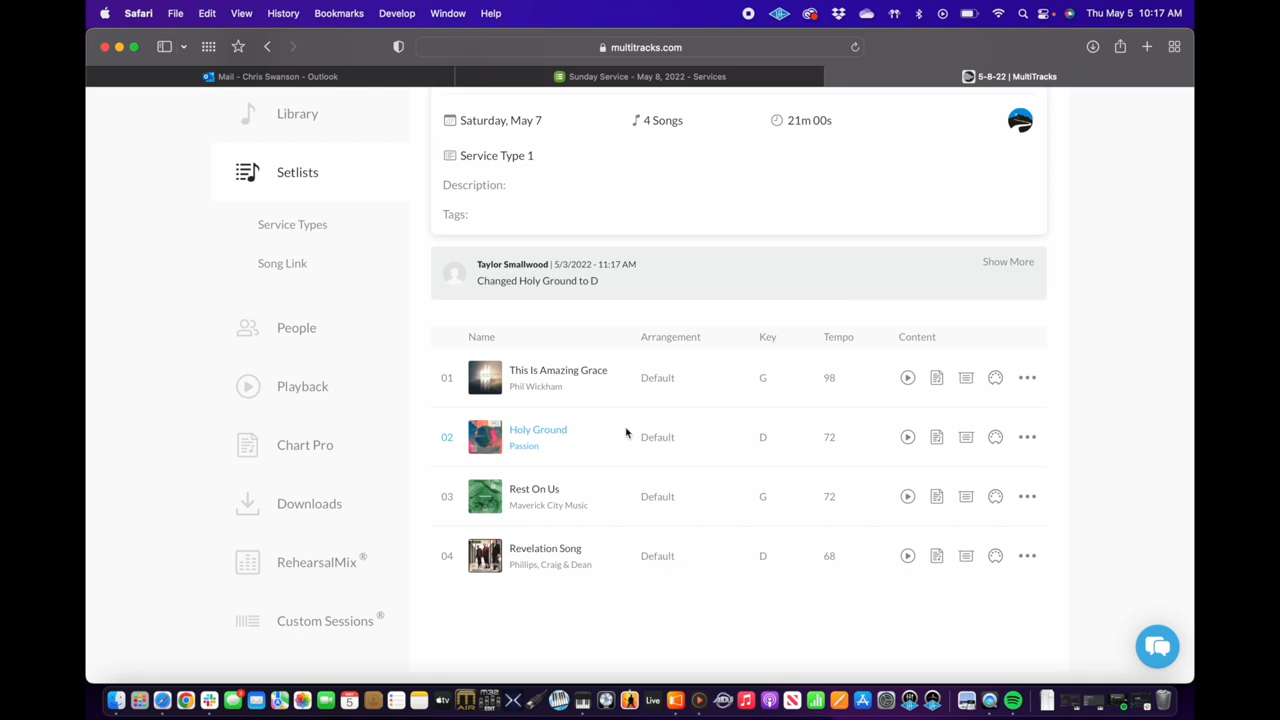 Safari File Edit View History Bookmarks Develop Window Help Thu May 5 10:17 AM
multitracks.com
Mail - Chris Swanson - Outlook Sunday Service - May 8, 2022 - Services 5-8-22 | MultiTracks
Library
Setlists
Service Types
Song Link
People
Playback
Chart Pro
Downloads
RehearsalMix®
Custom Sessions®
Saturday, May 7 4 Songs 21m 00s
Service Type 1
Description:
Tags:
Taylor Smallwood | 5/3/2022 - 11:17 AM Show More
Changed Holy Ground to D
Name Arrangement Key Tempo Content
01 This Is Amazing Grace Default G 98
Phil Wickham
02 Holy Ground Default D 72
Passion
03 Rest On Us Default G 72
Maverick City Music
04 Revelation Song Default D 68
Phillips, Craig & Dean